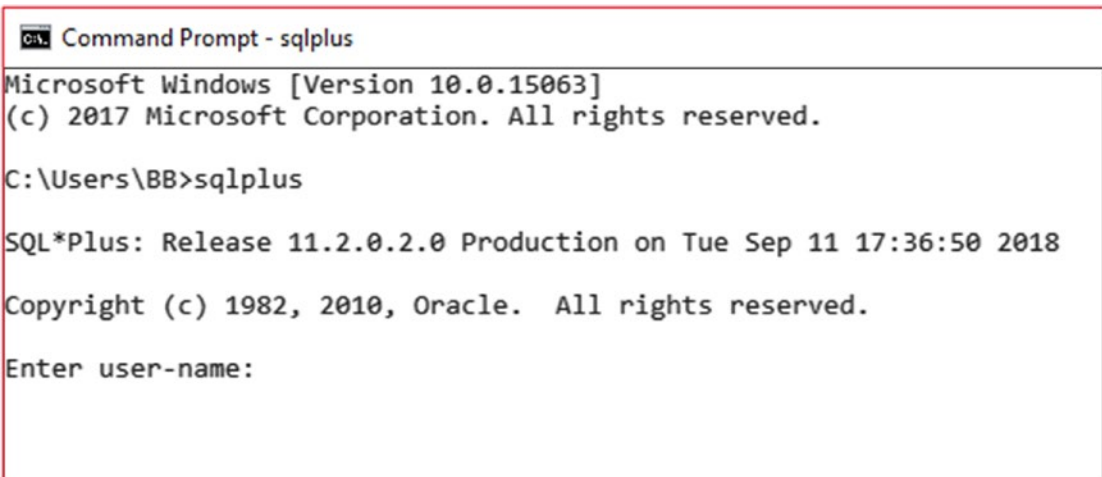 Command Prompt - sqlplus
Microsoft Windows [Version 10.0.15063]
(c) 2017 Microsoft Corporation. All rights reserved.
C:\Users\BB>sqlplus
SQL*Plus: Release 11.2.0.2.0 Production on Tue Sep 11 17:36:50 2018
Copyright (c) 1982, 2010, Oracle.  All rights reserved.
Enter user-name: